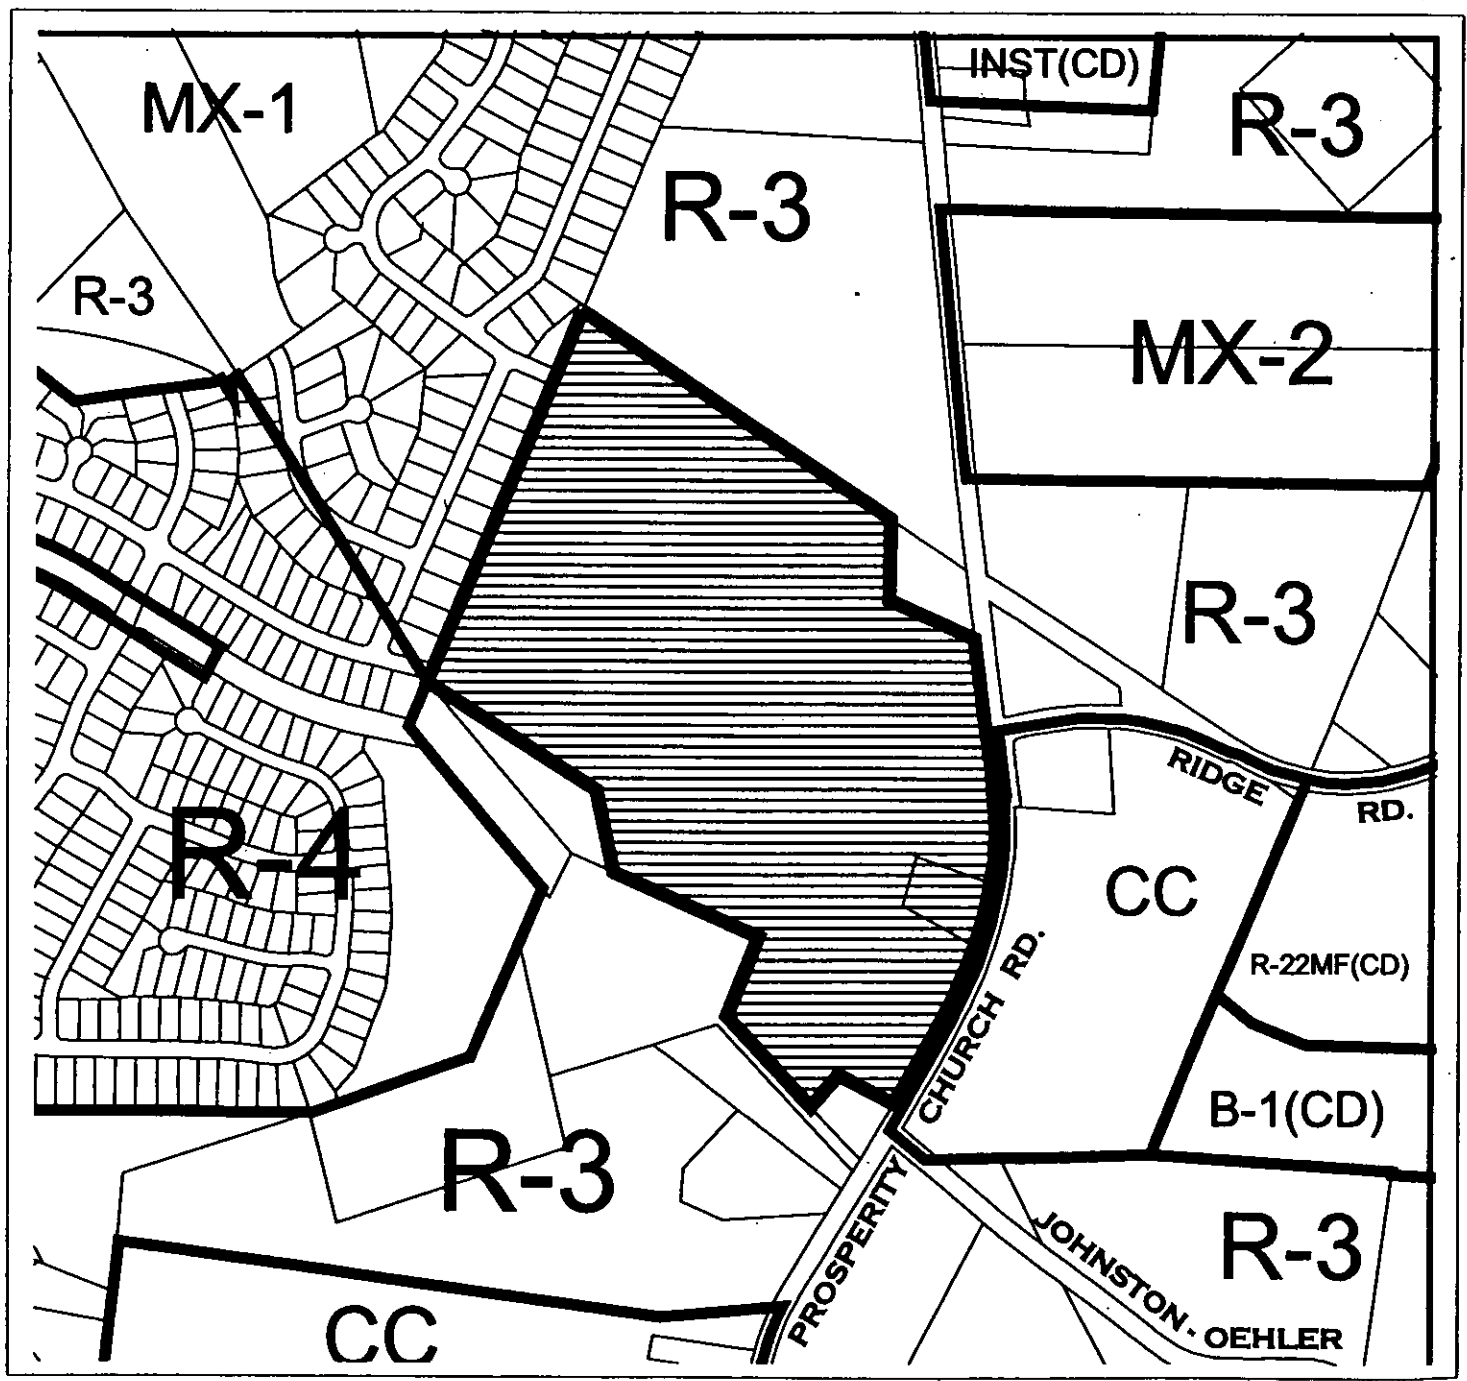 INST(CD)
MX-1
R-3
R-3
R-3
MX-2
R-3
RIDGE
RD.
R-4
CC
R-22MF(CD)
CHURCH RD.
B-1(CD)
R-3
PROSPERITY
R-3
JOHNSTON-
OEHLER
CC